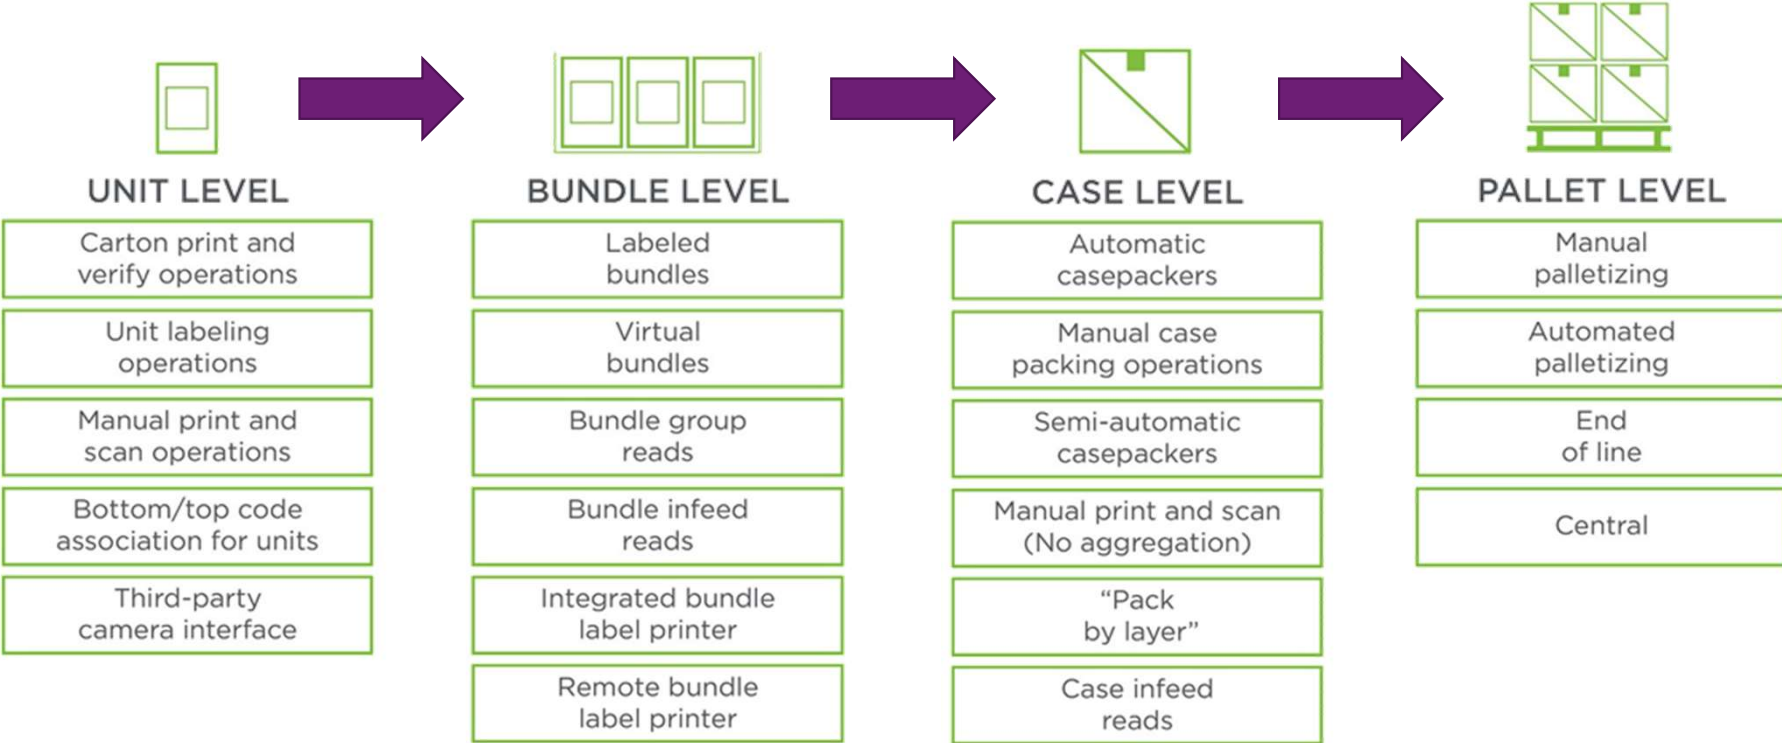 UNIT LEVEL
Carton print and
verify operations
Unit labeling
operations
Manual print and
scan operations
Bottom/top code
association for units
Third-party
camera interface
BUNDLE LEVEL
Labeled
bundles
Virtual
bundles
Bundle group
reads
Bundle infeed
reads
Integrated bundle
label printer
Remote bundle
label printer
CASE LEVEL
Automatic
casepackers
Manual case
packing operations
Semi-automatic
casepackers
Manual print and scan
(No aggregation)
“Pack
by layer”
Case infeed
reads
PALLET LEVEL
Manual
palletizing
Automated
palletizing
End
of line
Central